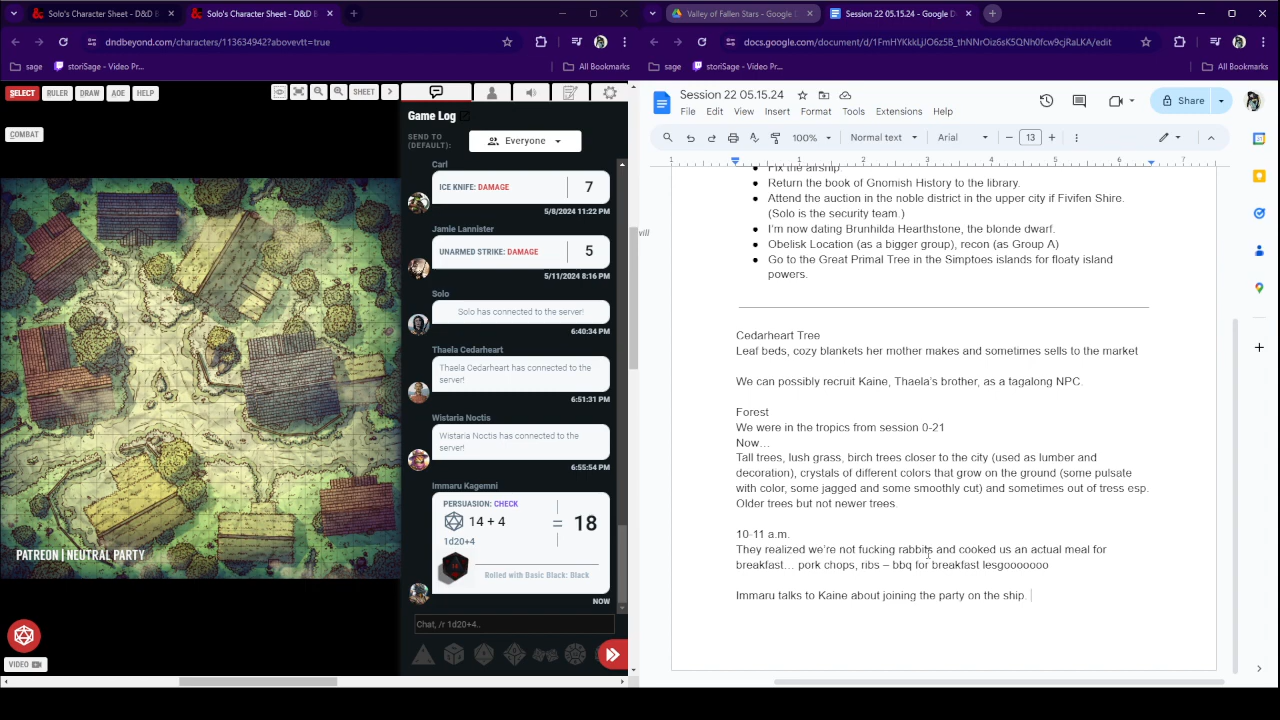 Solo's Character Sheet - D&D B
Solo's Character Sheet - D&D B
dndbeyond.com/characters/113634942?abovevtt=true
sage
storiSage - Video Pr...
All Bookmarks
SELECT
RULER
DRAW
AOE
HELP
SHEET
COMBAT
Game Log
SEND TO
(DEFAULT):
Everyone
Carl
ICE KNIFE: DAMAGE
7
5/8/2024 11:22 PM
Jamie Lannister
UNARMED STRIKE: DAMAGE
5
5/11/2024 8:16 PM
Solo
Solo has connected to the server!
6:40:34 PM
Thaela Cedarheart
Thaela Cedarheart has connected to the
server!
6:51:31 PM
Wistaria Noctis
Wistaria Noctis has connected to the
server!
6:55:54 PM
Immaru Kagemni
PERSUASION: CHECK
14 + 4
=
18
1d20+4
Rolled with Basic Black: Black
NOW
Chat, /r 1d20+4..
PATREON | NEUTRAL PARTY
VIDEO
Valley of Fallen Stars - Google D
Session 22 05.15.24 - Google D
docs.google.com/document/d/1FmHYKkkLjJO6z5B_thNNrOiz6sK5QNh0fcw9cjRaLKA/edit
sage
storiSage - Video Pr...
All Bookmarks
Session 22 05.15.24
File
Edit
View
Insert
Format
Tools
Extensions
Help
Share
100%
Normal text
Arial
13
1
1
2
3
4
5
6
7
vill
Fix the airship.
Return the book of Gnomish History to the library.
Attend the auction in the noble district in the upper city if Fivifen Shire.
(Solo is the security team.)
I'm now dating Brunhilda Hearthstone, the blonde dwarf.
Obelisk Location (as a bigger group), recon (as Group A)
Go to the Great Primal Tree in the Simptoes islands for floaty island
powers.
Cedarheart Tree
Leaf beds, cozy blankets her mother makes and sometimes sells to the market
We can possibly recruit Kaine, Thaela's brother, as a tagalong NPC.
Forest
We were in the tropics from session 0-21
Now…
Tall trees, lush grass, birch trees closer to the city (used as lumber and
decoration), crystals of different colors that grow on the ground (some pulsate
with color, some jagged and some smoothly cut) and sometimes out of tress esp.
Older trees but not newer trees.
10-11 a.m.
They realized we're not fucking rabbits and cooked us an actual meal for
breakfast… pork chops, ribs – bbq for breakfast lesgooooooo
Immaru talks to Kaine about joining the party on the ship.